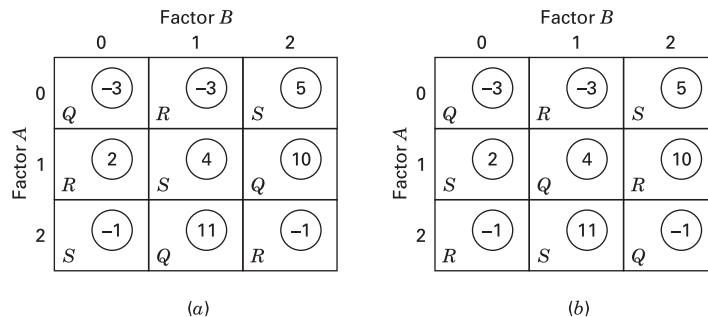 Factor B Factor B
0 1 2 0 1 2
0 −3 −3 5 0 −3 −3 5
Q R S Q R S
Factor A 1 2 4 10 Factor A 1 2 4 10
R S Q S Q R
2 −1 11 −1 2 −1 11 −1
S Q R R S Q
(a) (b)